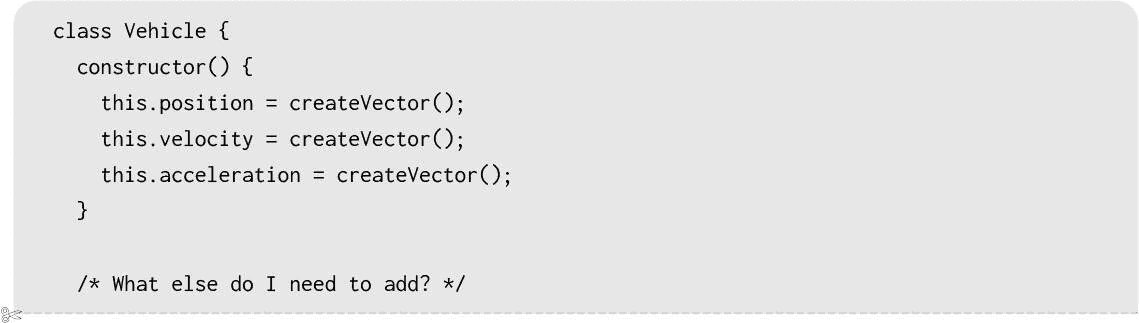 class Vehicle {
  constructor() {
    this.position = createVector();
    this.velocity = createVector();
    this.acceleration = createVector();
  }

  /* What else do I need to add? */